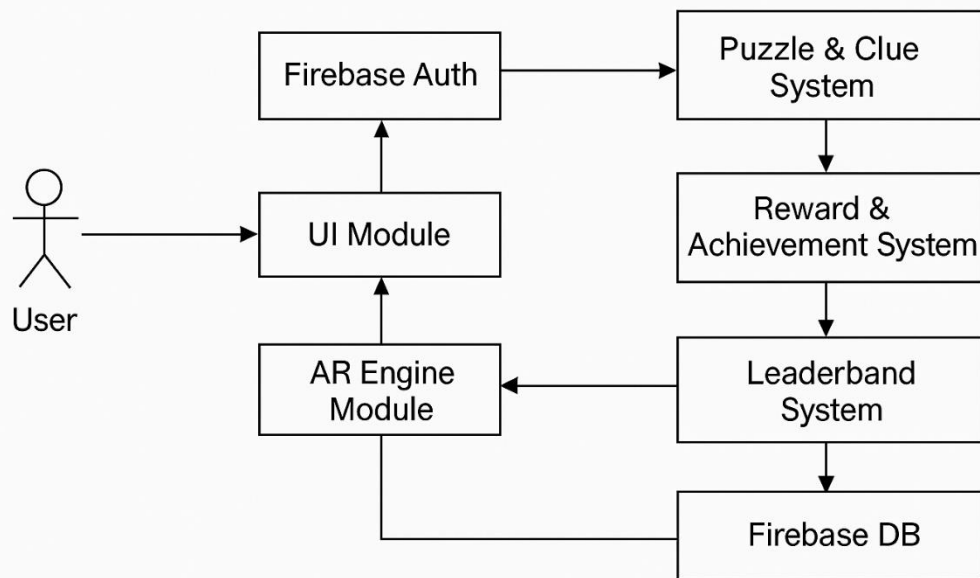 Firebase Auth
Puzzle & Clue
System
UI Module
Reward &
Achievement System
User
AR Engine
Module
Leaderband
System
Firebase DB